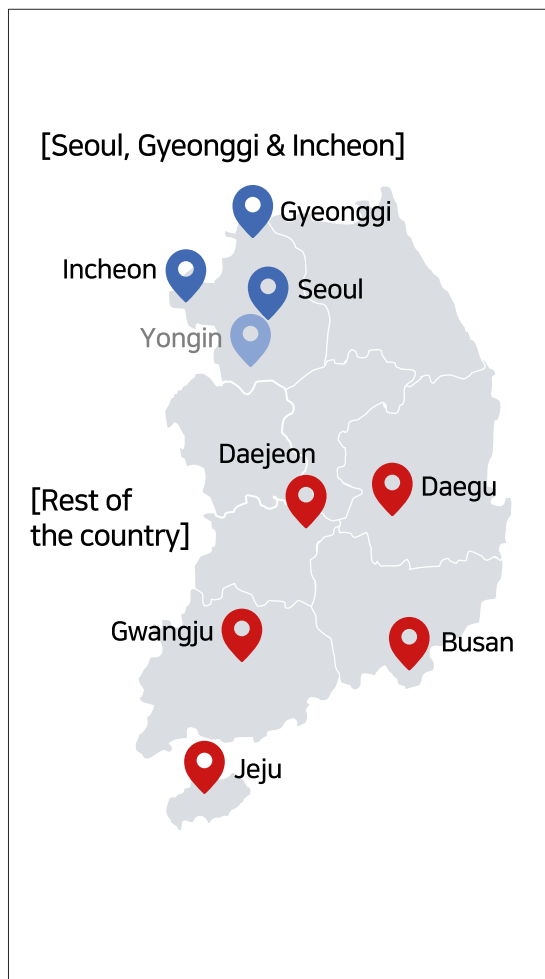 [Seoul, Gyeonggi & Incheon]
Gyeonggi
Incheon
Seoul
Yongin
Daejeon
Daegu
[Rest of
the country]
Gwangju
Busan
Jeju